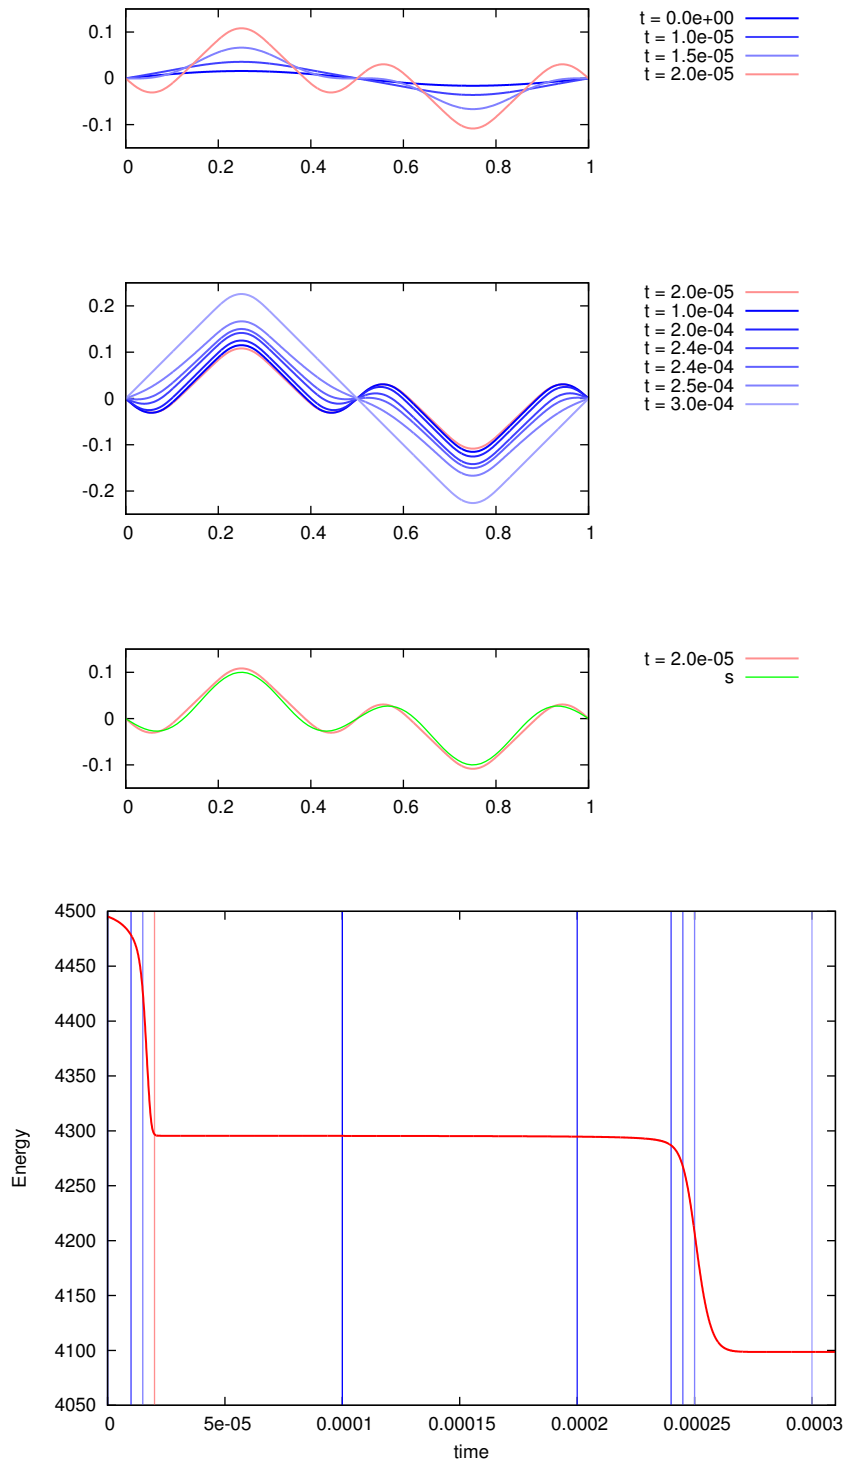 0.1
0
-0.1
0 0.2 0.4 0.6 0.8 1
t = 0.0e+00
t = 1.0e-05
t = 1.5e-05
t = 2.0e-05
0.2
0.1
0
-0.1
-0.2
0 0.2 0.4 0.6 0.8 1
t = 2.0e-05
t = 1.0e-04
t = 2.0e-04
t = 2.4e-04
t = 2.4e-04
t = 2.5e-04
t = 3.0e-04
0.1
0
-0.1
0 0.2 0.4 0.6 0.8 1
t = 2.0e-05
s
4500
4450
4400
4350
4300
4250
4200
4150
4100
4050
Energy
0 5e-05 0.0001 0.00015 0.0002 0.00025 0.0003
time